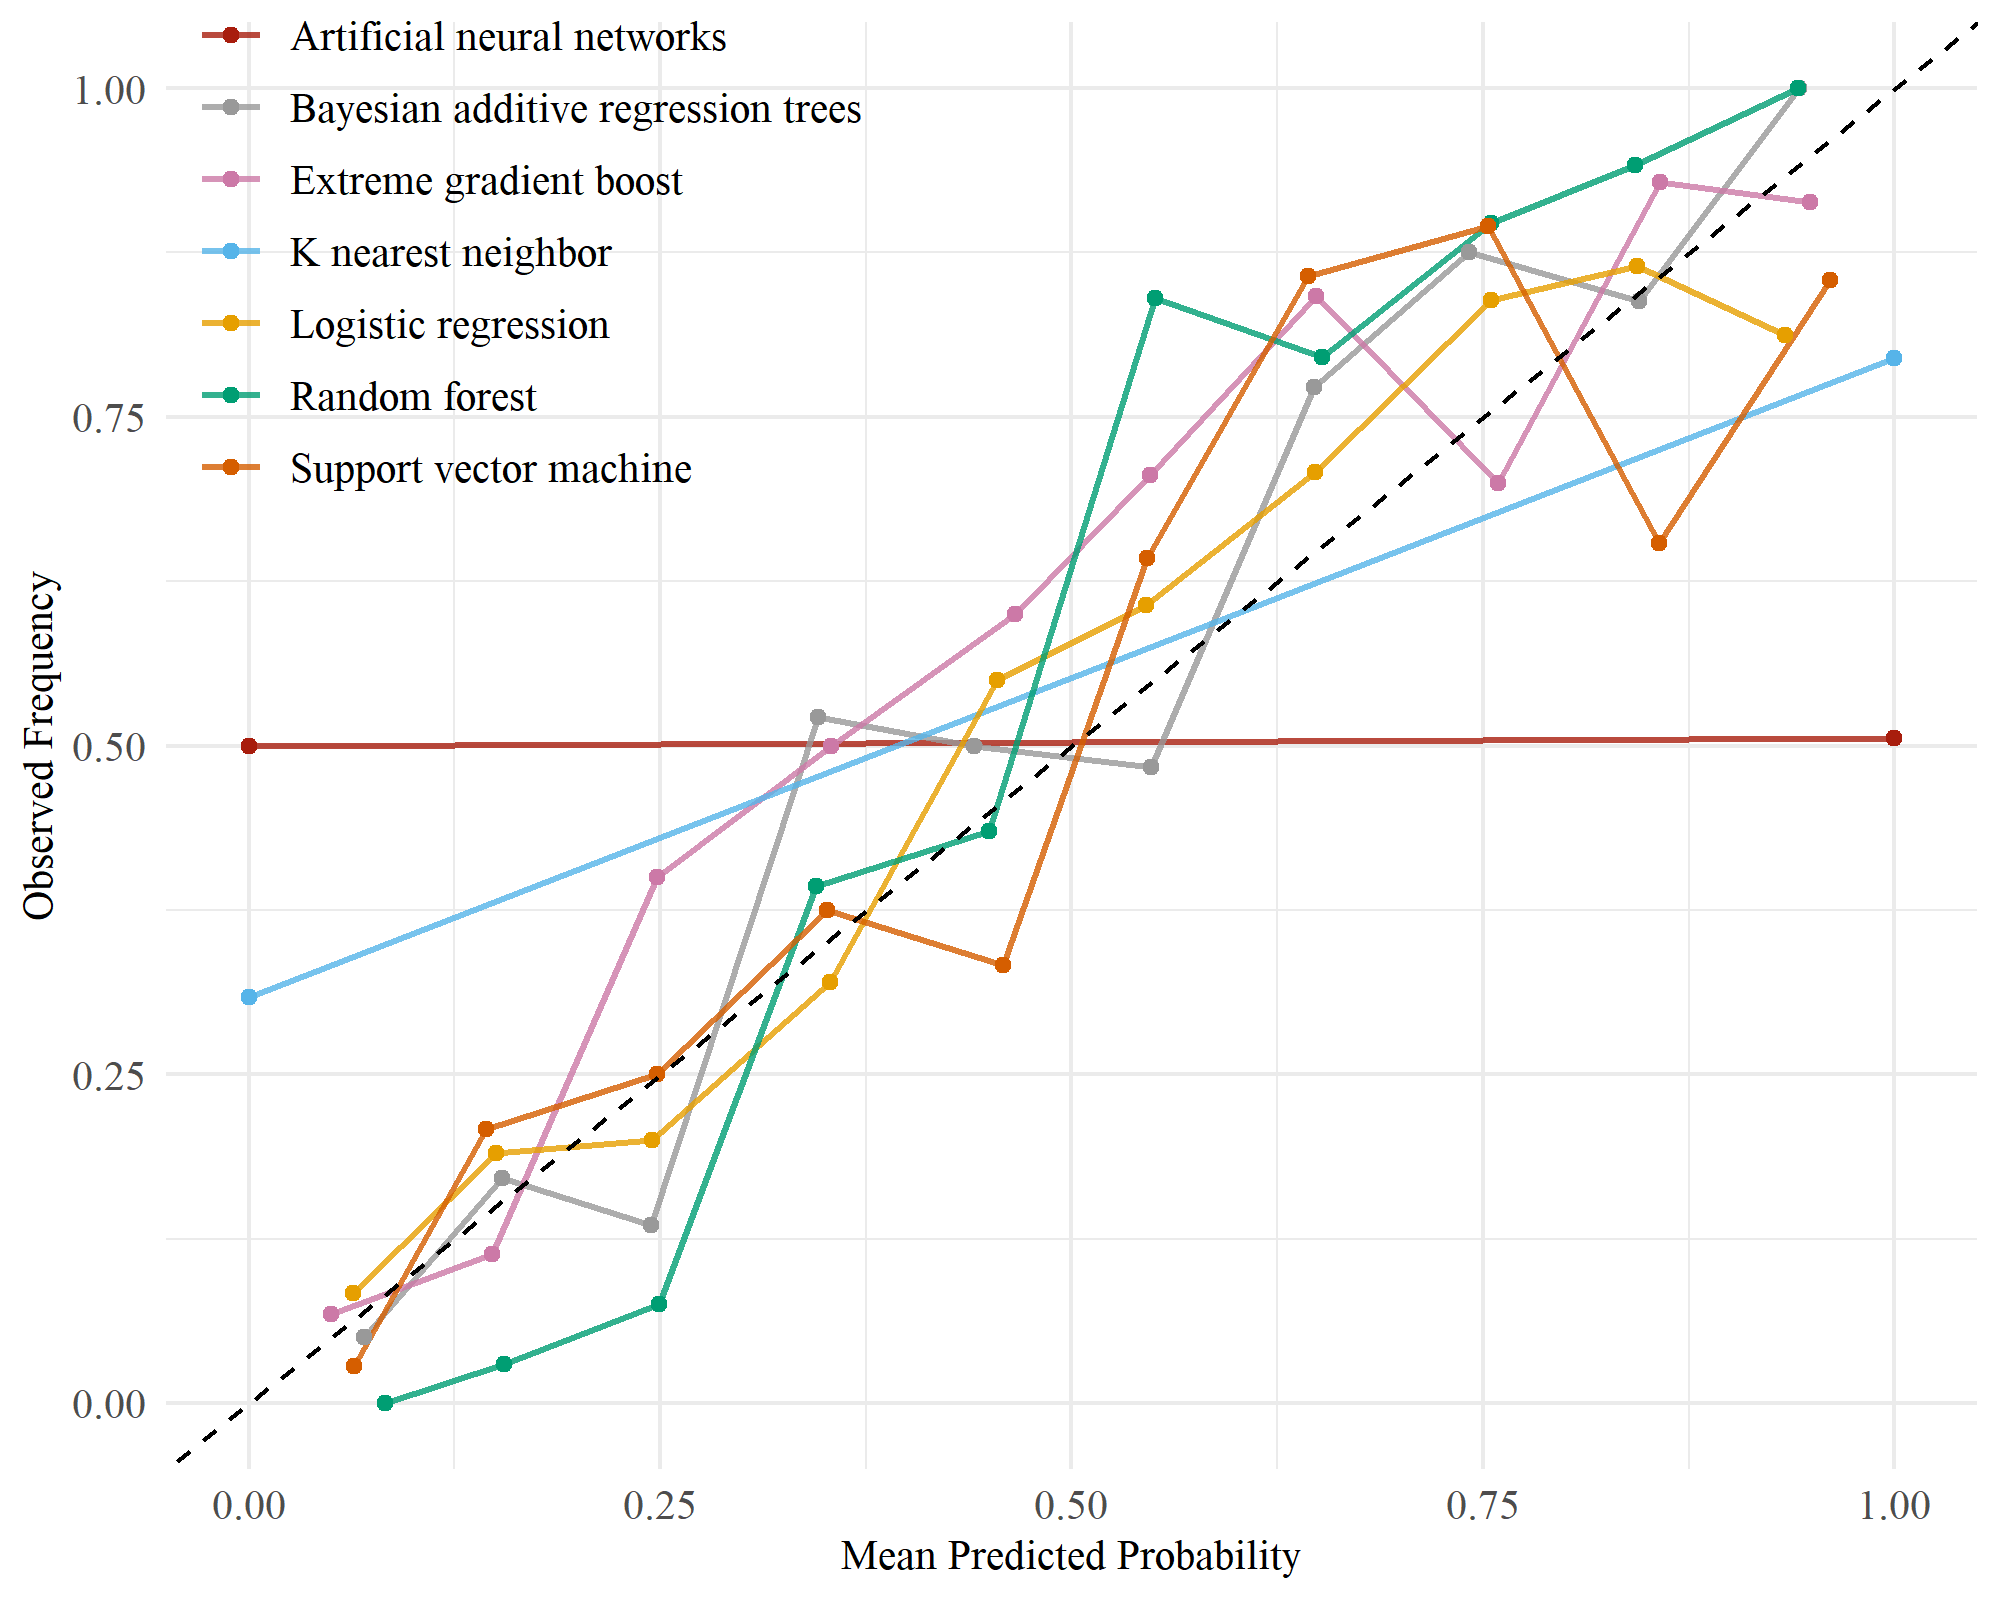 Artificial neural networks
Bayesian additive regression trees
Extreme gradient boost
K nearest neighbor
Logistic regression
Random forest
Support vector machine
1.00
0.75
0.50
0.25
0.00
Observed Frequency
0.00 0.25 0.50 0.75 1.00
Mean Predicted Probability